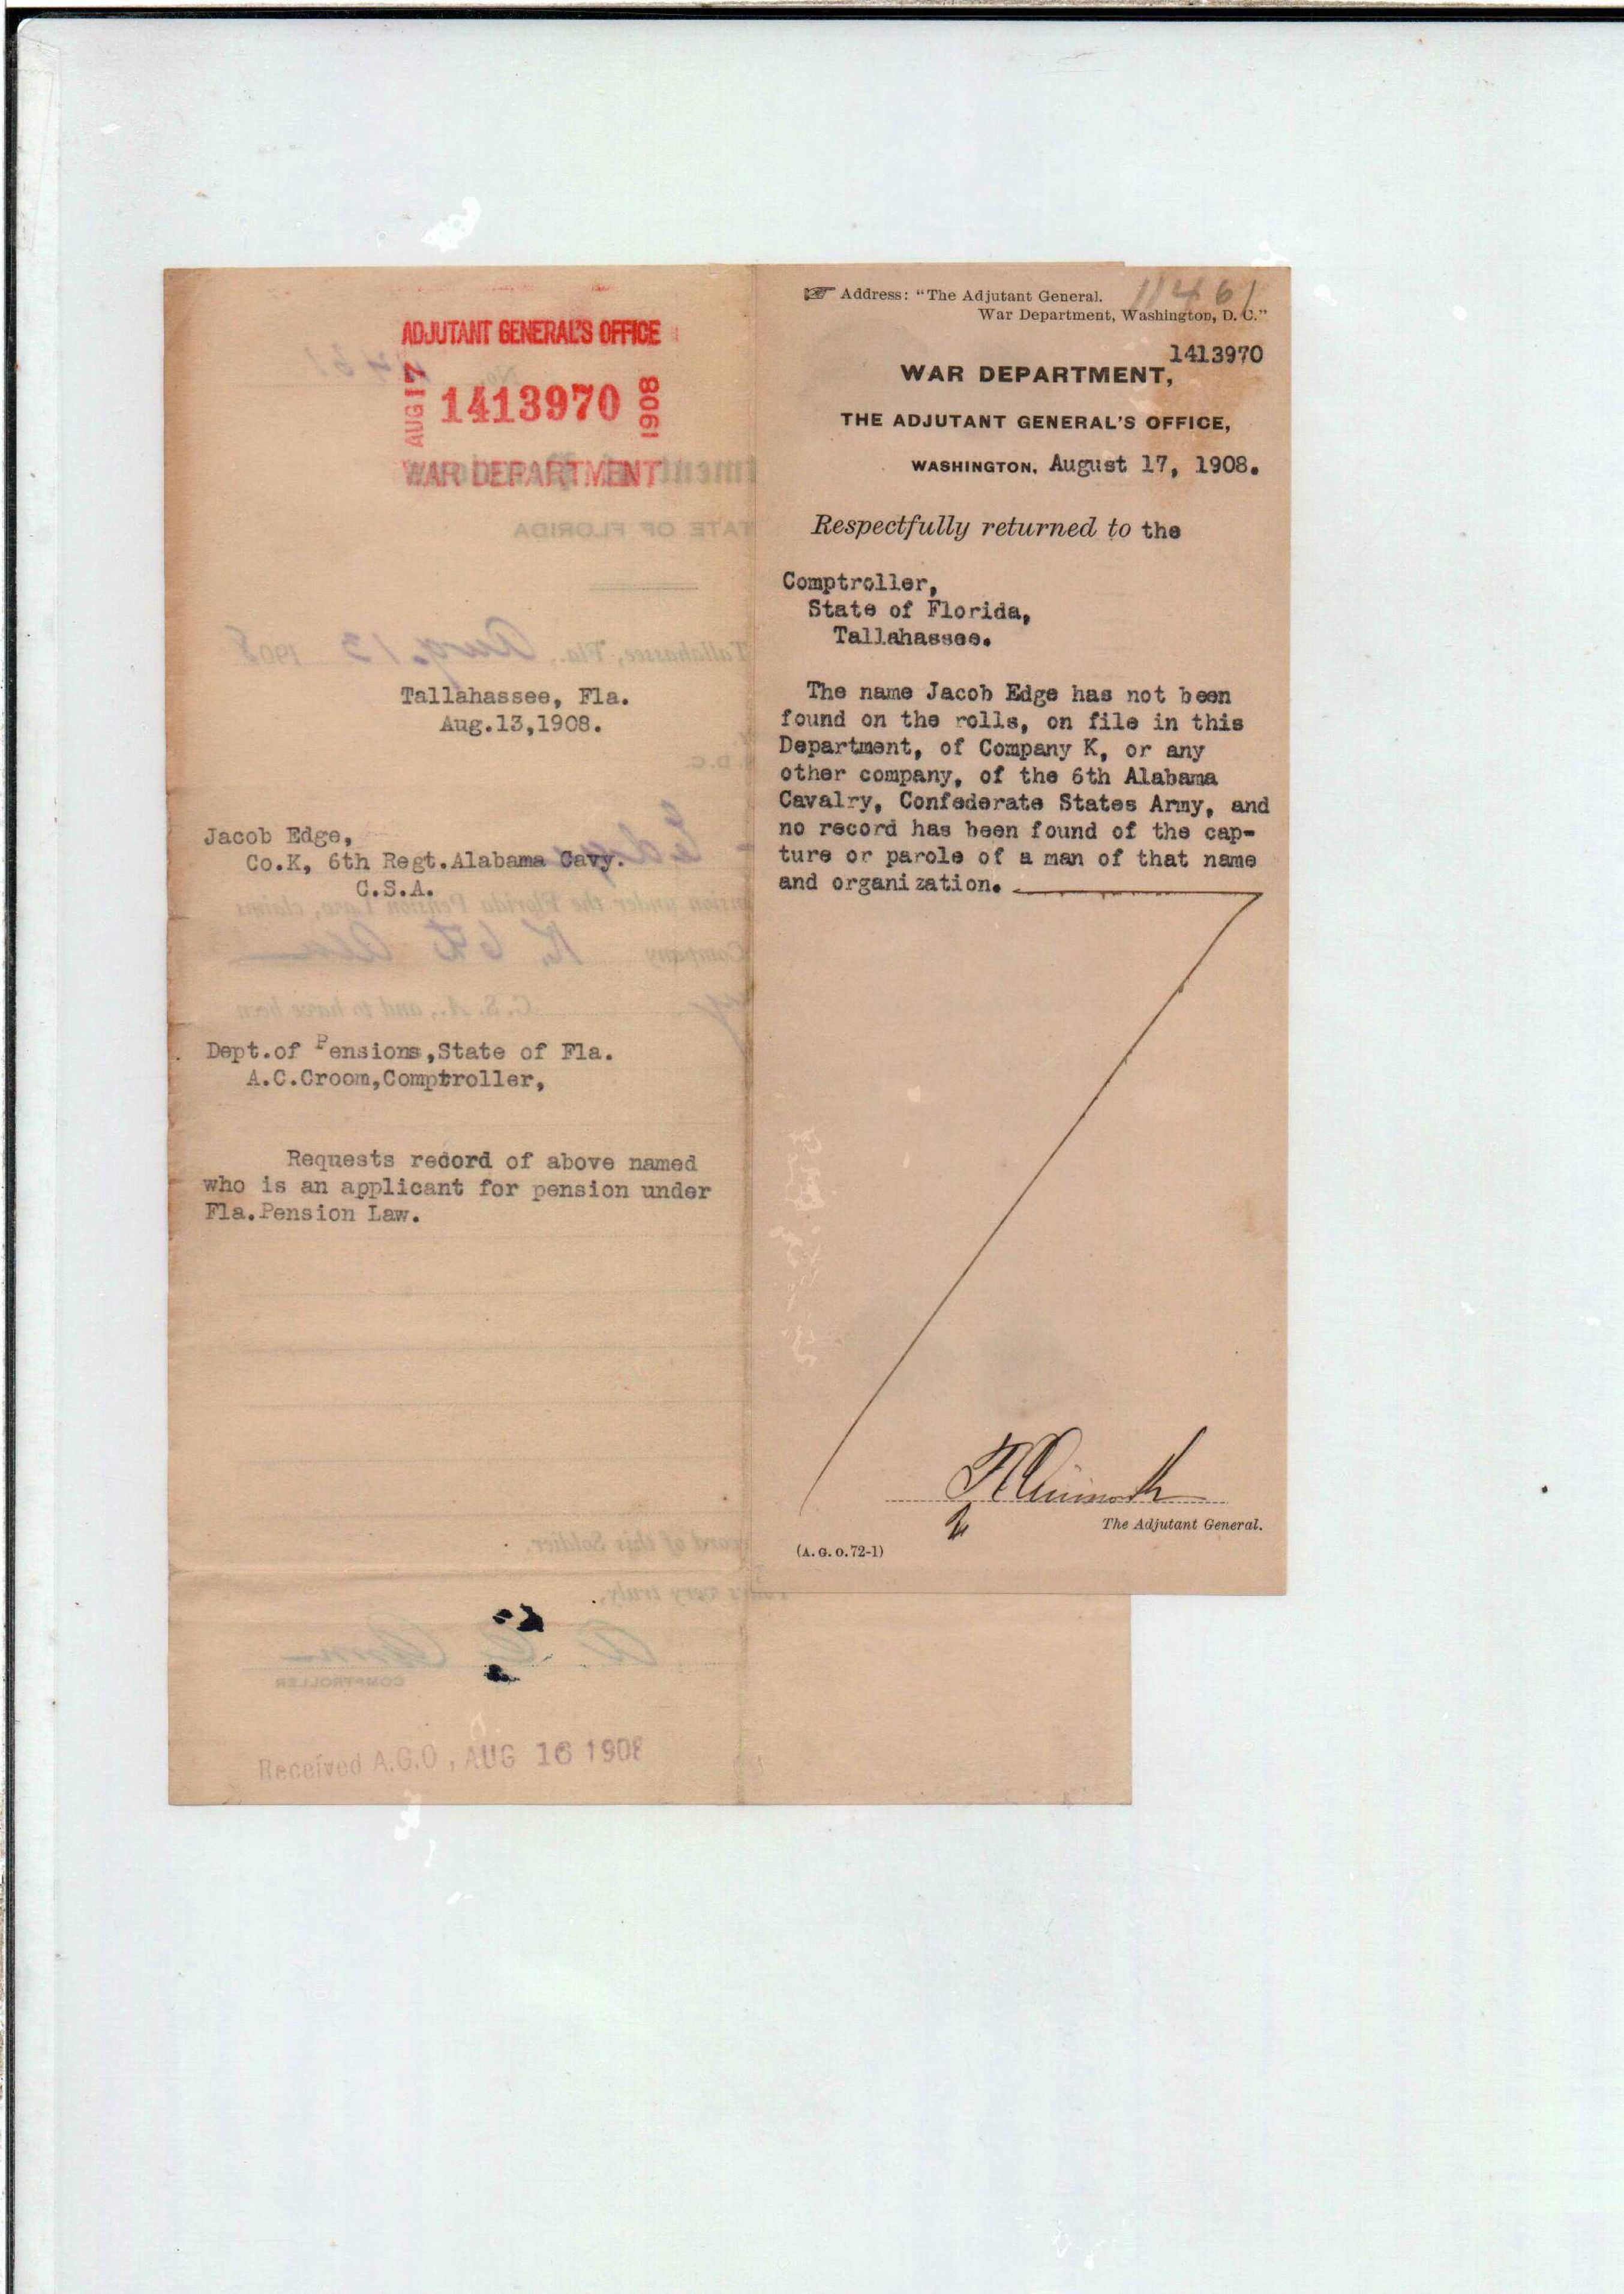 ADJUTANT GENERAL'S OFFICE
AUG 17 1413970 1908
WAR DEPARTMENT
Tallahassee, Fla.
Aug.13,1908.
Jacob Edge,
Co.K, 6th Regt.Alabama Cavy.
C.S.A.
Dept.of Pensions,State of Fla.
A.C.Croom,Comptroller,
Requests record of above named
who is an applicant for pension under
Fla.Pension Law.
Received A.G.O, AUG 16 1908
11461
☞ Address: "The Adjutant General.
War Department, Washington, D. C."
1413970
WAR DEPARTMENT,
THE ADJUTANT GENERAL'S OFFICE,
WASHINGTON, August 17, 1908.
Respectfully returned to the
Comptroller,
State of Florida,
Tallahassee.
The name Jacob Edge has not been
found on the rolls, on file in this
Department, of Company K, or any
other company, of the 6th Alabama
Cavalry, Confederate States Army, and
no record has been found of the cap-
ture or parole of a man of that name
and organization.
The Adjutant General.
(A. G. O. 72-1)